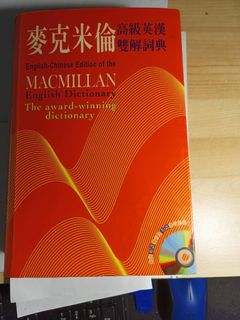 麥克米倫
高級英漢
雙解詞典
English-Chinese Edition of the
MACMILLAN
English Dictionary
The award-winning
dictionary